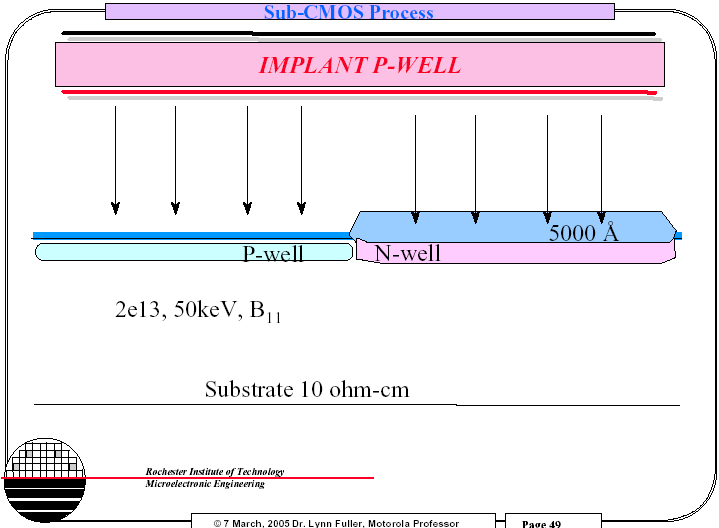 Sub-CMOS Process
IMPLANT P-WELL
5000 Å
P-well
N-well
2e13, 50keV, B₁₁
Substrate 10 ohm-cm
Rochester Institute of Technology
Microelectronic Engineering
© 7 March, 2005 Dr. Lynn Fuller, Motorola Professor
Page 49